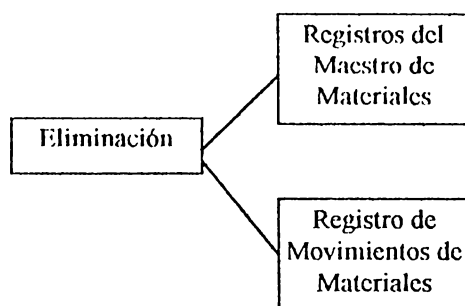 Registros del
Maestro de
Materiales
Eliminación
Registro de
Movimientos de
Materiales